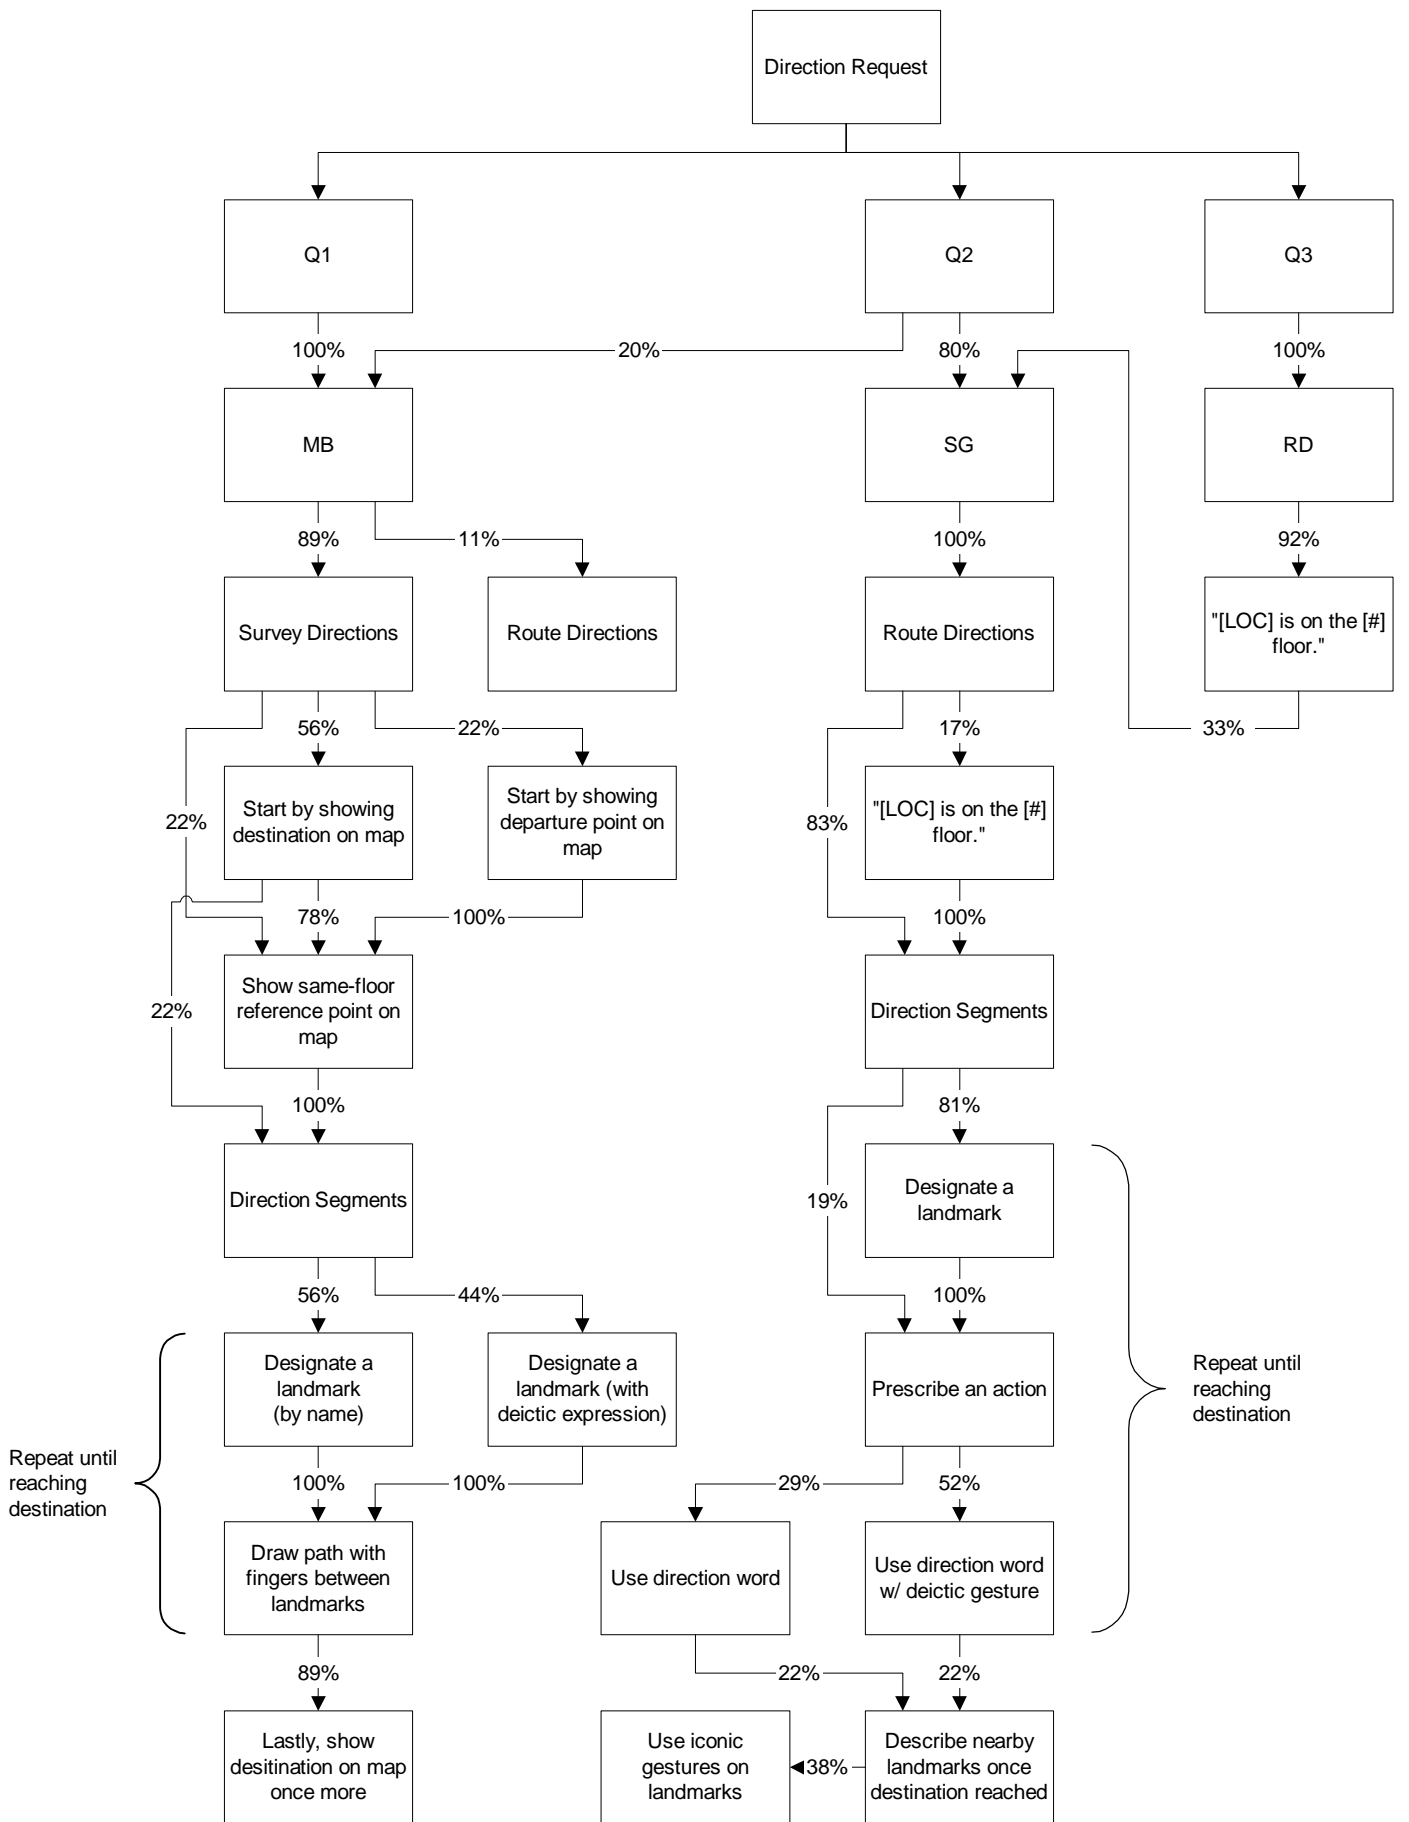 Direction Request
Q1
Q2
Q3
100%
20%
80%
100%
MB
SG
RD
89%
11%
100%
92%
Survey Directions
Route Directions
Route Directions
"[LOC] is on the [#]
floor."
56%
22%
17%
33%
22%
Start by showing
destination on map
Start by showing
departure point on
map
83%
"[LOC] is on the [#]
floor."
78%
100%
100%
22%
Show same-floor
reference point on
map
Direction Segments
100%
81%
Direction Segments
19%
Designate a
landmark
56%
44%
100%
Designate a
landmark
(by name)
Designate a
landmark (with
deictic expression)
Prescribe an action
Repeat until
reaching
destination
Repeat until
reaching
destination
100%
100%
29%
52%
Draw path with
fingers between
landmarks
Use direction word
Use direction word
w/ deictic gesture
89%
22%
22%
Lastly, show
desitination on map
once more
Use iconic
gestures on
landmarks
38%
Describe nearby
landmarks once
destination reached